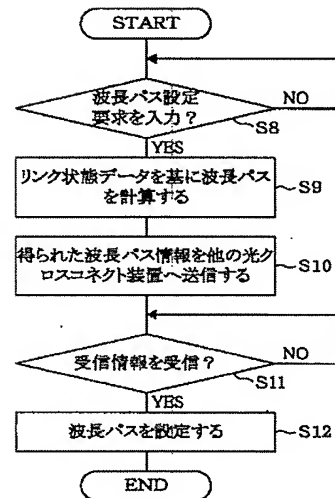 START
波長パス設定
要求を入力？
NO
S8
YES
リンク状態データを基に波長パス
を計算する
S9
得られた波長パス情報を他の光ク
ロスコネクト装置へ送信する
S10
受信情報を受信？
NO
S11
YES
波長パスを設定する
S12
END